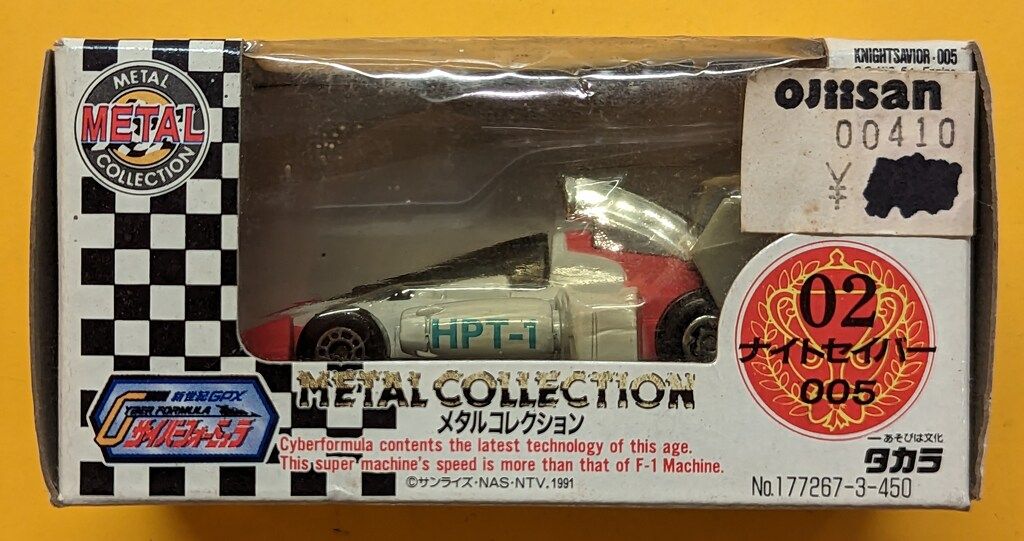 METAL
METAL
COLLECTION
KNIGHTSAVIOR・005
Ojiisan
00410
¥
HPT-1
02
ナイトセイバー
005
METAL COLLECTION
メタルコレクション
新世紀GPX
CYBER FORMULA
サイバーフォーミュラ
Cyberformula contents the latest technology of this age.
This super machine's speed is more than that of F-1 Machine.
©サンライズ・NAS・NTV, 1991
―あそびは文化
タカラ
No.177267-3-450